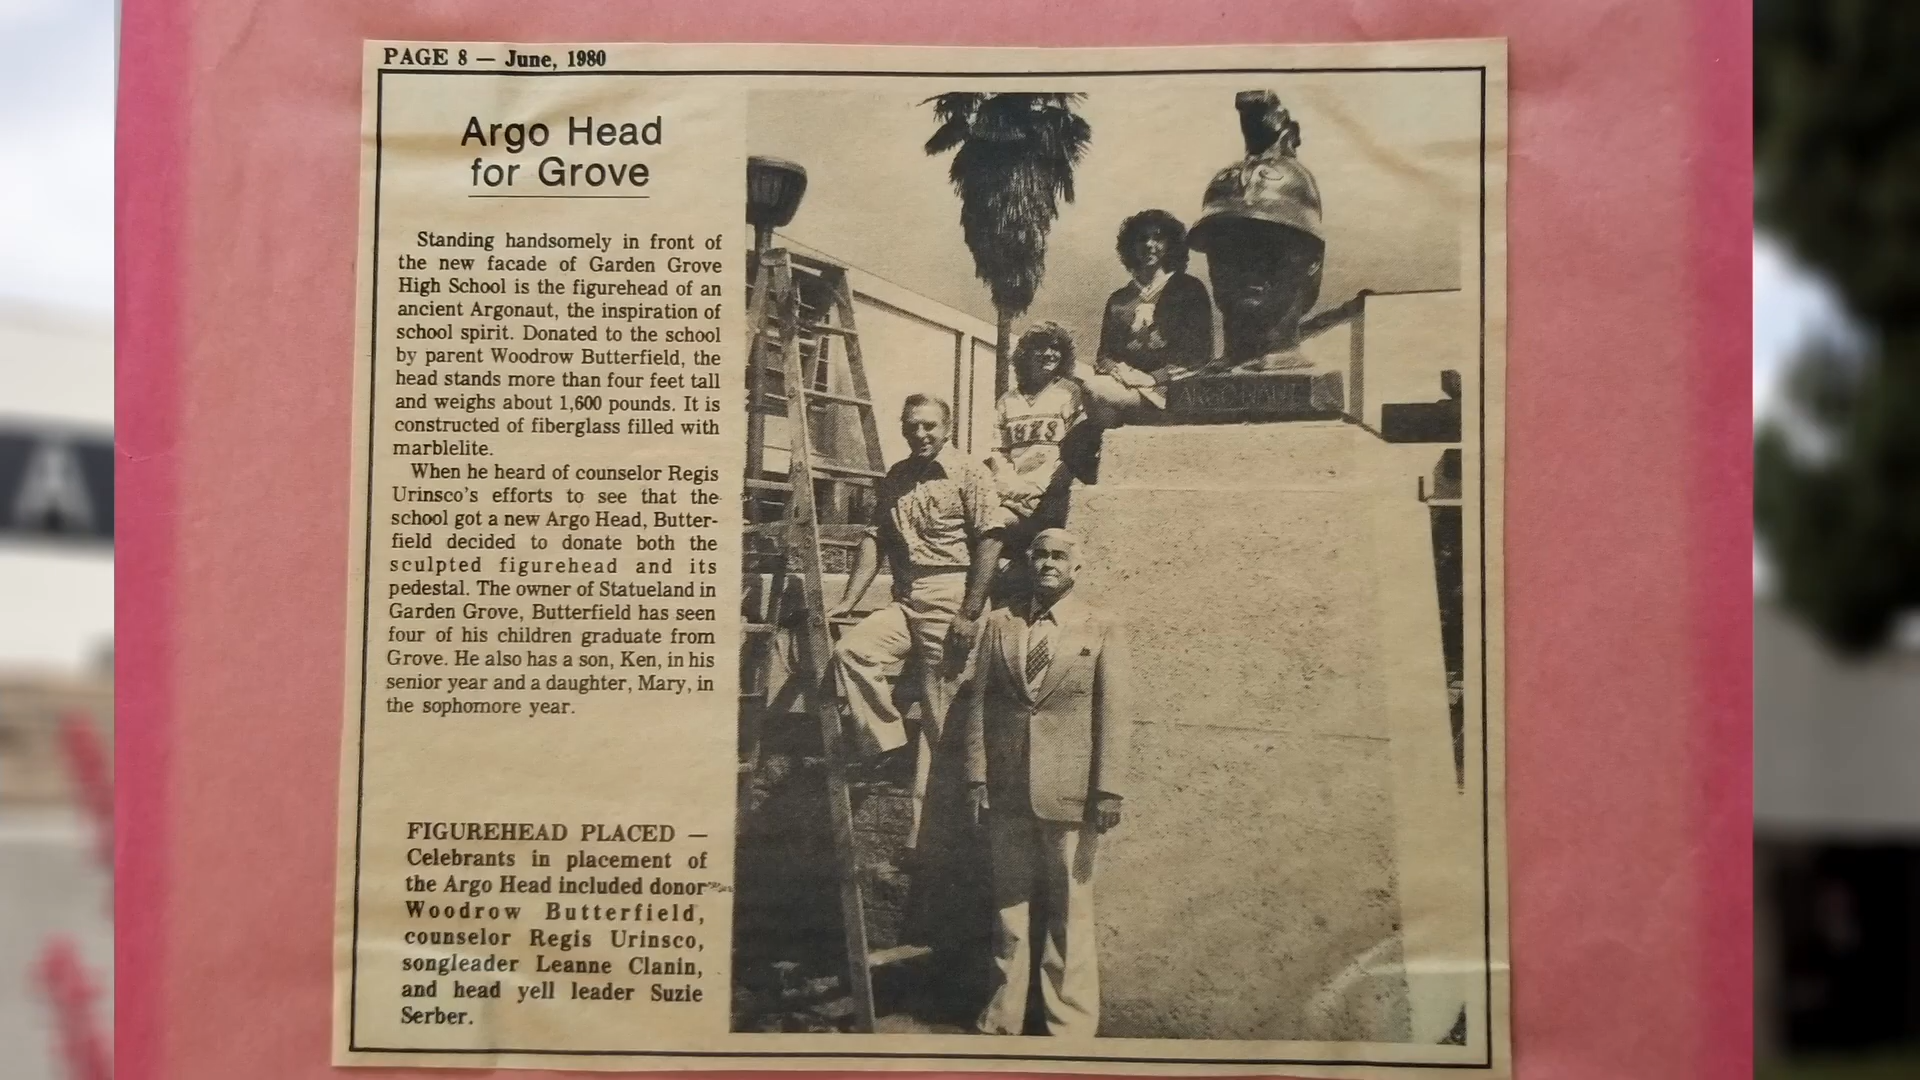 PAGE 8 — June, 1980
Argo Head
for Grove
Standing handsomely in front of
the new facade of Garden Grove
High School is the figurehead of an
ancient Argonaut, the inspiration of
school spirit. Donated to the school
by parent Woodrow Butterfield, the
head stands more than four feet tall
and weighs about 1,600 pounds. It is
constructed of fiberglass filled with
marblelite.
When he heard of counselor Regis
Urinsco's efforts to see that the
school got a new Argo Head, Butter-
field decided to donate both the
sculpted figurehead and its
pedestal. The owner of Statueland in
Garden Grove, Butterfield has seen
four of his children graduate from
Grove. He also has a son, Ken, in his
senior year and a daughter, Mary, in
the sophomore year.
FIGUREHEAD PLACED —
Celebrants in placement of
the Argo Head included donor
Woodrow Butterfield,
counselor Regis Urinsco,
songleader Leanne Clanin,
and head yell leader Suzie
Serber.
ARGONAUT
A